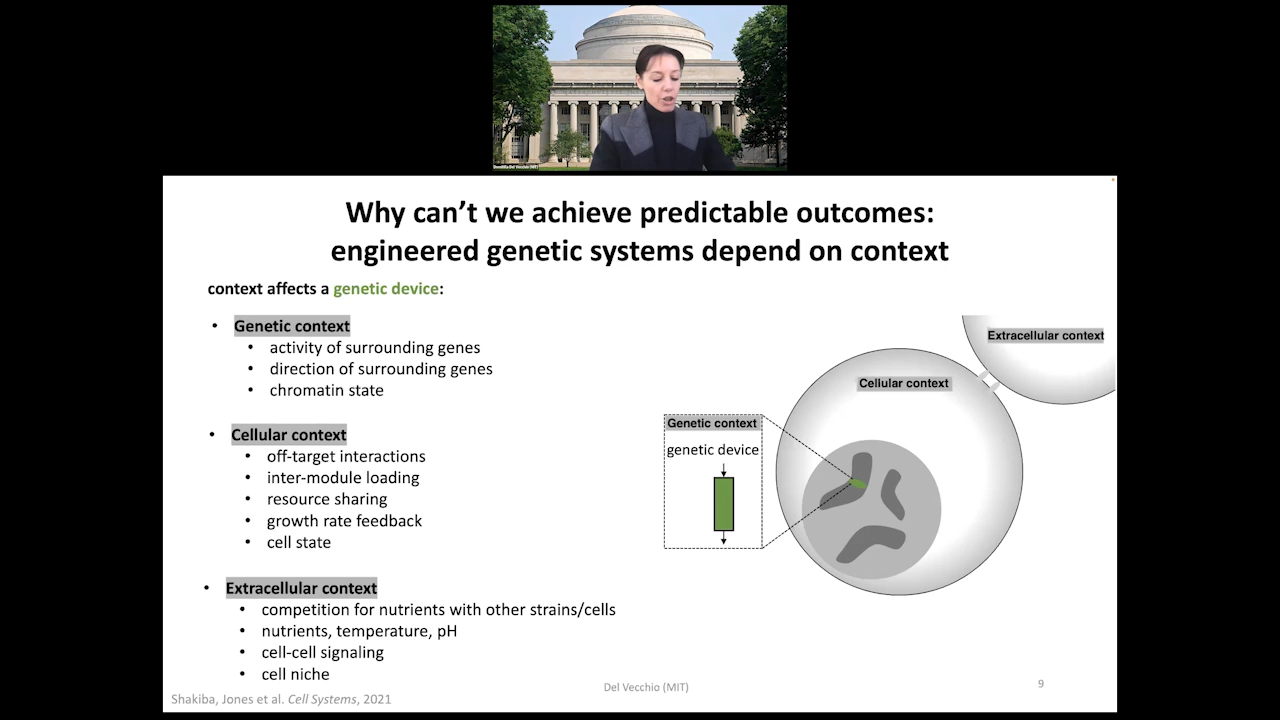 Domitilla Del Vecchio (MIT)
Why can't we achieve predictable outcomes:
engineered genetic systems depend on context
context affects a genetic device:
• Genetic context
• activity of surrounding genes
• direction of surrounding genes
• chromatin state
• Cellular context
• off-target interactions
• inter-module loading
• resource sharing
• growth rate feedback
• cell state
• Extracellular context
• competition for nutrients with other strains/cells
• nutrients, temperature, pH
• cell-cell signaling
• cell niche
Extracellular context
Cellular context
Genetic context
genetic device
Shakiba, Jones et al. Cell Systems, 2021
Del Vecchio (MIT)
9